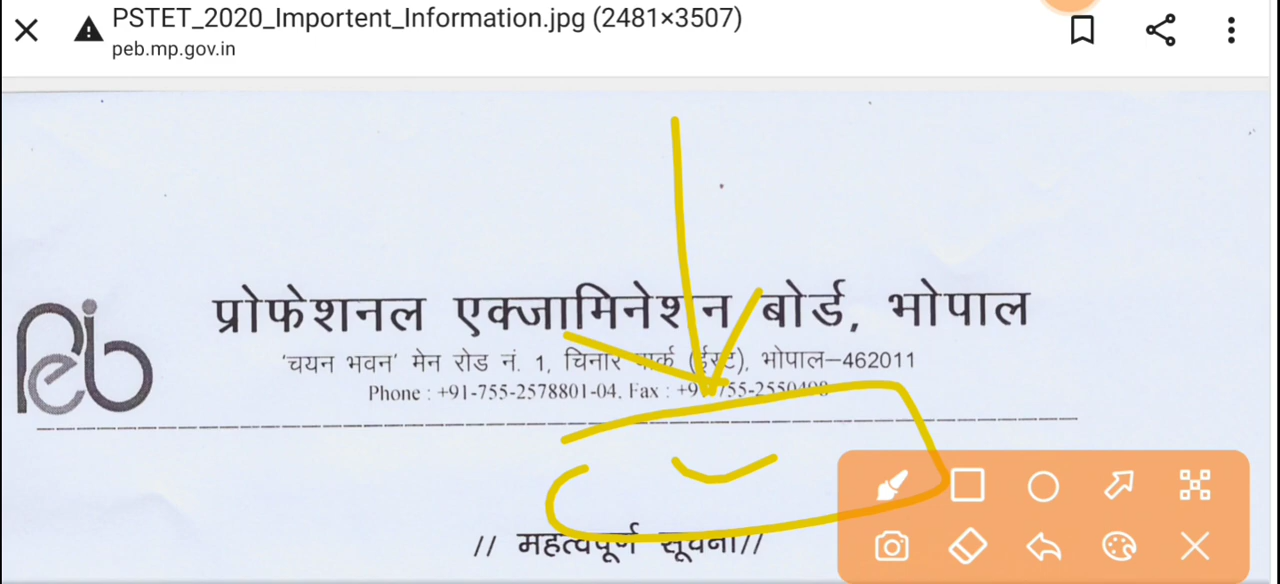 PSTET_2020_Importent_Information.jpg (2481×3507)
peb.mp.gov.in
Peb
प्रोफेशनल एक्जामिनेशन बोर्ड, भोपाल
'चयन भवन' मेन रोड नं. 1, चिनार पार्क (ईस्ट), भोपाल–462011
Phone : +91-755-2578801-04, Fax : +91-755-2550498
// महत्वपूर्ण सूचना//